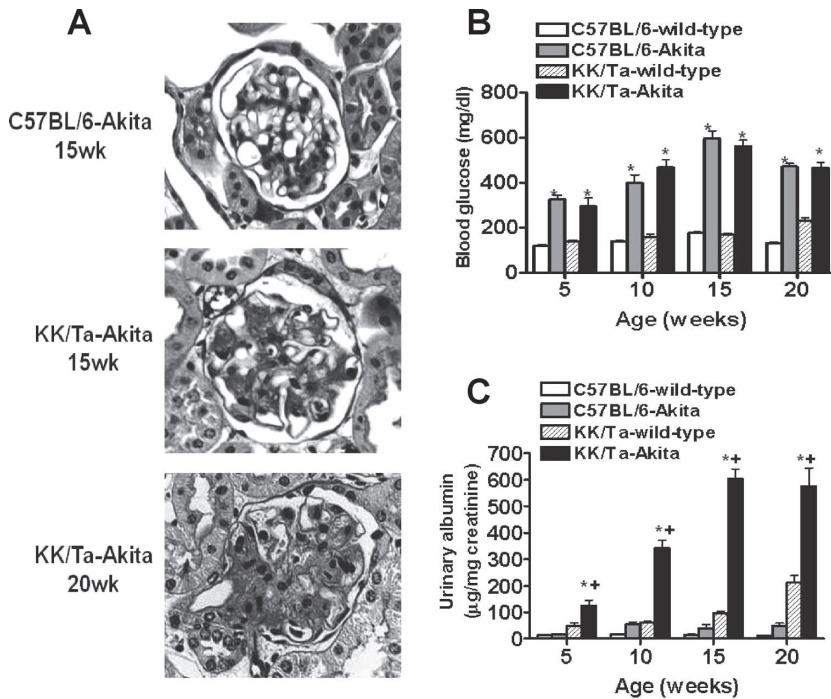 A
C57BL/6-Akita
15wk
KK/Ta-Akita
15wk
KK/Ta-Akita
20wk
B
C57BL/6-wild-type
C57BL/6-Akita
KK/Ta-wild-type
KK/Ta-Akita
Blood glucose (mg/dl)
800
600
400
200
0
* * * * * * * *
5 10 15 20
Age (weeks)
C
C57BL/6-wild-type
C57BL/6-Akita
KK/Ta-wild-type
KK/Ta-Akita
Urinary albumin
(µg/mg creatinine)
700
600
500
400
300
200
100
0
*+ *+ *+ *+
5 10 15 20
Age (weeks)